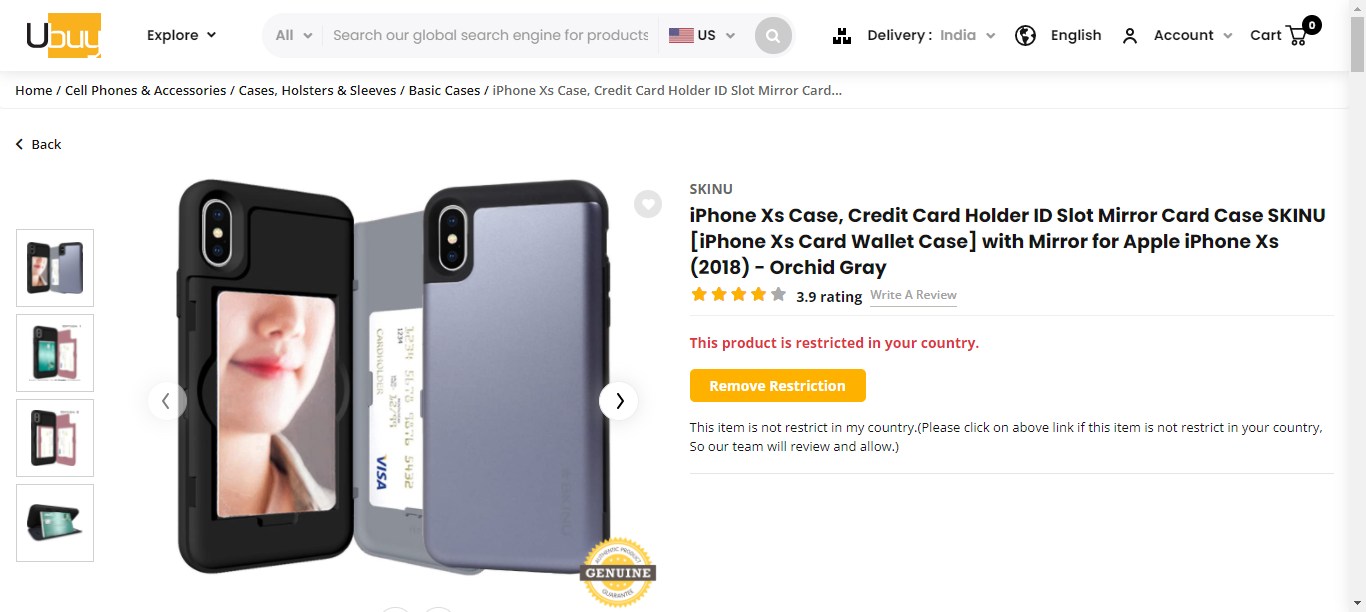 Ubuy
Explore
All
Search our global search engine for products
US
Delivery : India
English
Account
Cart
0
Home / Cell Phones & Accessories / Cases, Holsters & Sleeves / Basic Cases / iPhone Xs Case, Credit Card Holder ID Slot Mirror Card...
Back
SKINU
iPhone Xs Case, Credit Card Holder ID Slot Mirror Card Case SKINU
[iPhone Xs Card Wallet Case] with Mirror for Apple iPhone Xs
(2018) - Orchid Gray
3.9 rating
Write A Review
This product is restricted in your country.
Remove Restriction
This item is not restrict in my country.(Please click on above link if this item is not restrict in your country,
So our team will review and allow.)
CARDHOLDER
1234
VISA
SKINU
AUTHENTIC PRODUCT
GENUINE
GUARANTEE